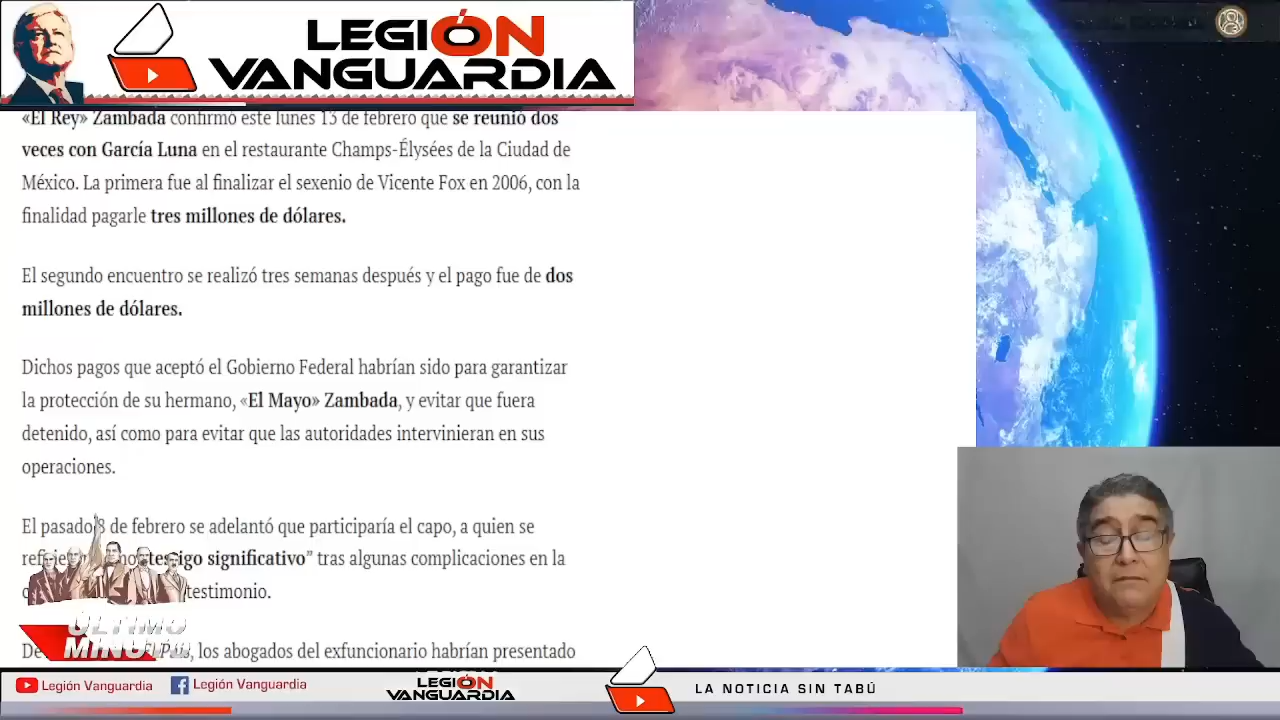 LEGIÓN
VANGUARDIA
«El Rey» Zambada confirmó este lunes 13 de febrero que se reunió dos
veces con García Luna en el restaurante Champs-Élysées de la Ciudad de
México. La primera fue al finalizar el sexenio de Vicente Fox en 2006, con la
finalidad pagarle tres millones de dólares.
El segundo encuentro se realizó tres semanas después y el pago fue de dos
millones de dólares.
Dichos pagos que aceptó el Gobierno Federal habrían sido para garantizar
la protección de su hermano, «El Mayo» Zambada, y evitar que fuera
detenido, así como para evitar que las autoridades intervinieran en sus
operaciones.
El pasado 8 de febrero se adelantó que participaría el capo, a quien se
significativo” tras algunas complicaciones en la
testimonio.
ÚLTIMO
MINUTO
los abogados del exfuncionario habrían presentado
Legión Vanguardia
Legión Vanguardia
LEGIÓN
VANGUARDIA
LA NOTICIA SIN TABÚ